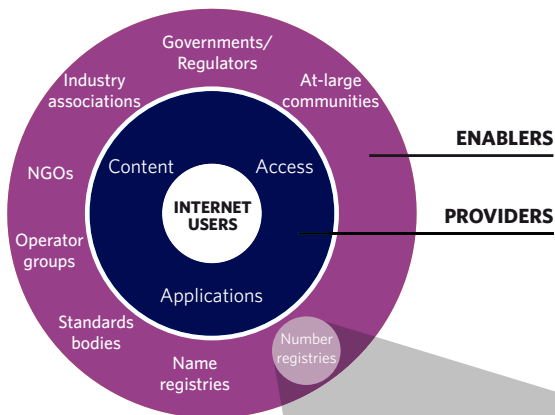 Governments/
Regulators
Industry
associations
At-large
communities
ENABLERS
NGOs
Content
Access
INTERNET
USERS
PROVIDERS
Operator
groups
Applications
Standards
bodies
Number
registries
Name
registries